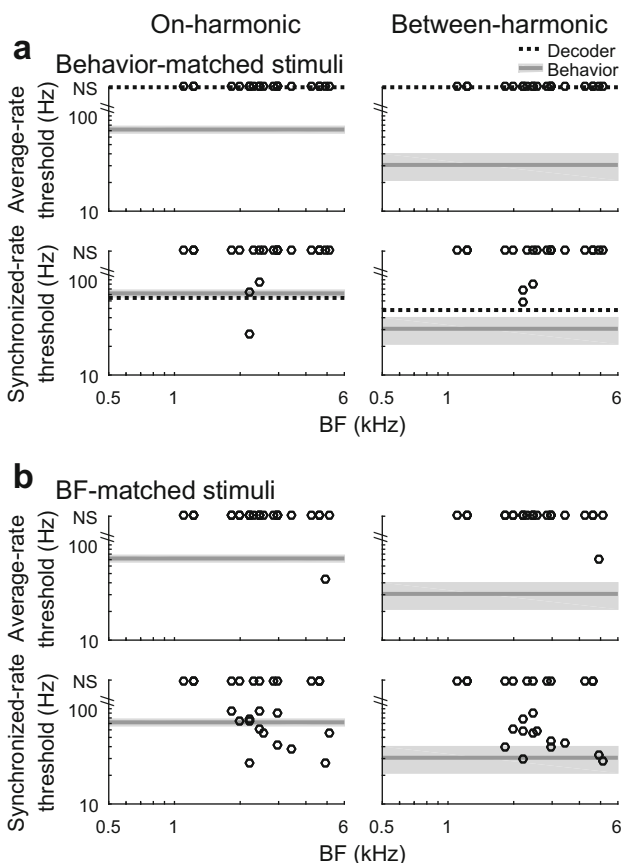 On-harmonic
Between-harmonic
a
Behavior-matched stimuli
Decoder
Behavior
Average-rate
threshold (Hz)
NS
100
10
Synchronized-rate
threshold (Hz)
NS
100
10
0.5
1
6
0.5
1
6
BF (kHz)
b
BF-matched stimuli
Average-rate
threshold (Hz)
NS
100
10
Synchronized-rate
threshold (Hz)
NS
100
10
0.5
1
6
0.5
1
6
BF (kHz)